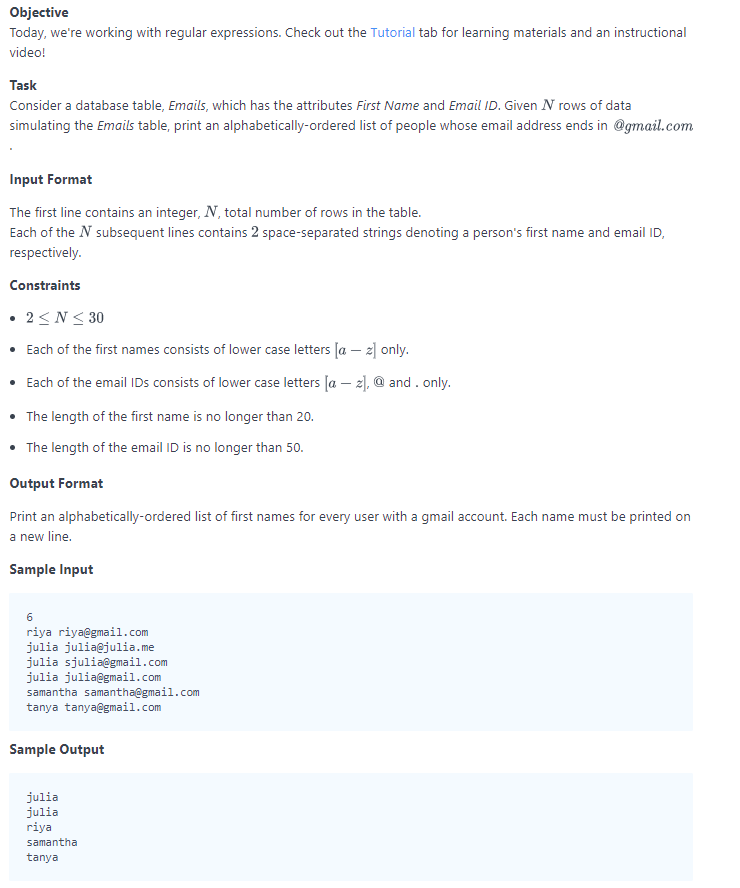 Objective
Today, we're working with regular expressions. Check out the Tutorial tab for learning materials and an instructional
video!
Task
Consider a database table, Emails, which has the attributes First Name and Email ID. Given N rows of data
simulating the Emails table, print an alphabetically-ordered list of people whose email address ends in @gmail.com
.
Input Format
The first line contains an integer, N, total number of rows in the table.
Each of the N subsequent lines contains 2 space-separated strings denoting a person's first name and email ID,
respectively.
Constraints
• 2 ≤ N ≤ 30
• Each of the first names consists of lower case letters [a − z] only.
• Each of the email IDs consists of lower case letters [a − z], @ and . only.
• The length of the first name is no longer than 20.
• The length of the email ID is no longer than 50.
Output Format
Print an alphabetically-ordered list of first names for every user with a gmail account. Each name must be printed on
a new line.
Sample Input
6
riya riya@gmail.com
julia julia@julia.me
julia sjulia@gmail.com
julia julia@gmail.com
samantha samantha@gmail.com
tanya tanya@gmail.com
Sample Output
julia
julia
riya
samantha
tanya